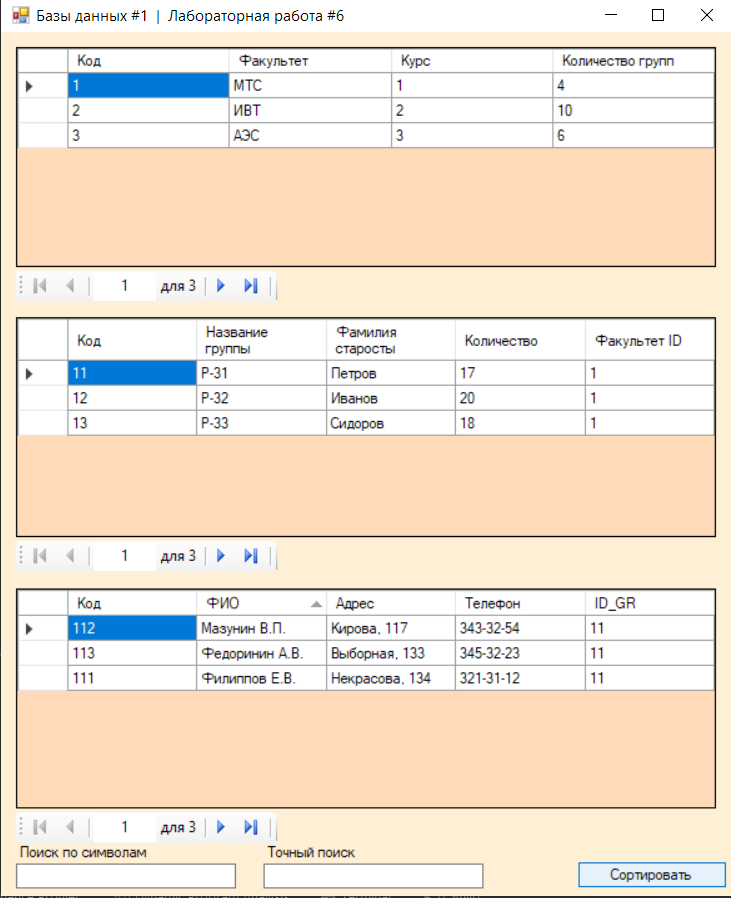 Базы данных #1 | Лабораторная работа #6
Код Факультет Курс Количество групп
1 МТС 1 4
2 ИВТ 2 10
3 АЭС 3 6
1 для 3
Код Название группы Фамилия старосты Количество Факультет ID
11 Р-31 Петров 17 1
12 Р-32 Иванов 20 1
13 Р-33 Сидоров 18 1
1 для 3
Код ФИО Адрес Телефон ID_GR
112 Мазунин В.П. Кирова, 117 343-32-54 11
113 Федоринин А.В. Выборная, 133 345-32-23 11
111 Филиппов Е.В. Некрасова, 134 321-31-12 11
1 для 3
Поиск по символам Точный поиск
Сортировать